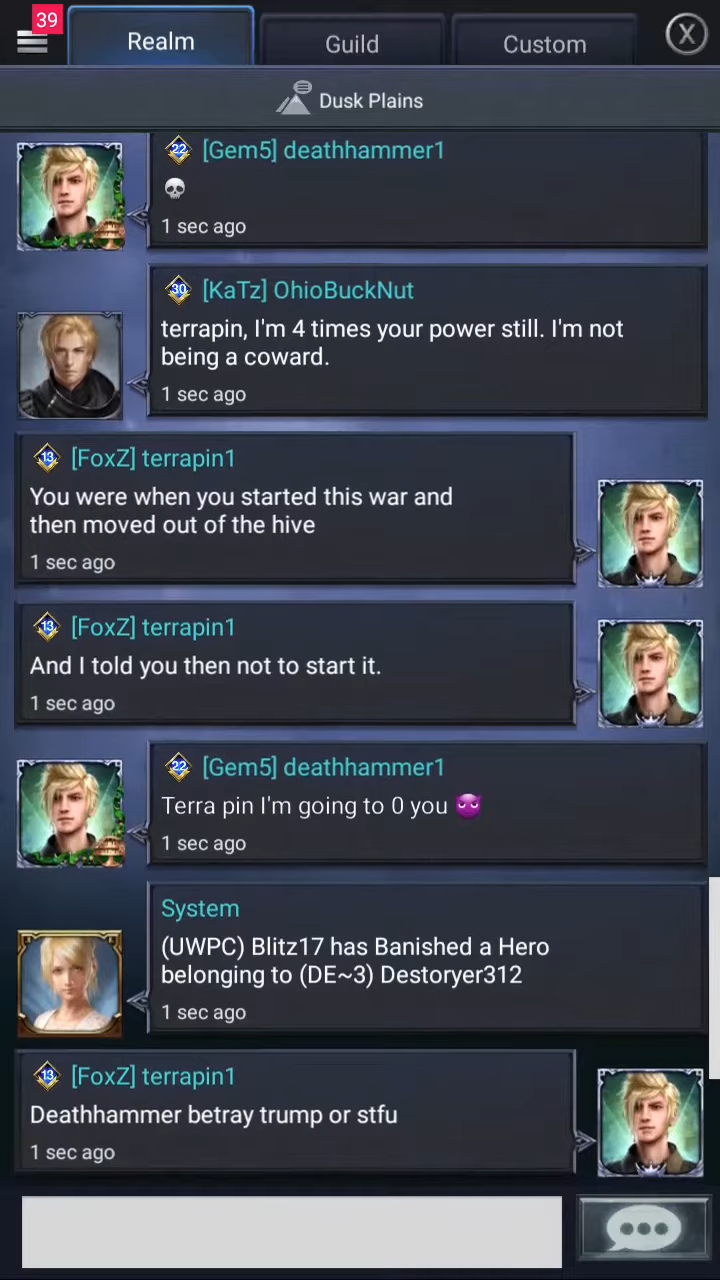 39
Realm
Guild
Custom
X
Dusk Plains
22 [Gem5] deathhammer1
💀
1 sec ago
30 [KaTz] OhioBuckNut
terrapin, I'm 4 times your power still. I'm not
being a coward.
1 sec ago
13 [FoxZ] terrapin1
You were when you started this war and
then moved out of the hive
1 sec ago
13 [FoxZ] terrapin1
And I told you then not to start it.
1 sec ago
22 [Gem5] deathhammer1
Terra pin I'm going to 0 you 😈
1 sec ago
System
(UWPC) Blitz17 has Banished a Hero
belonging to (DE~3) Destoryer312
1 sec ago
13 [FoxZ] terrapin1
Deathhammer betray trump or stfu
1 sec ago